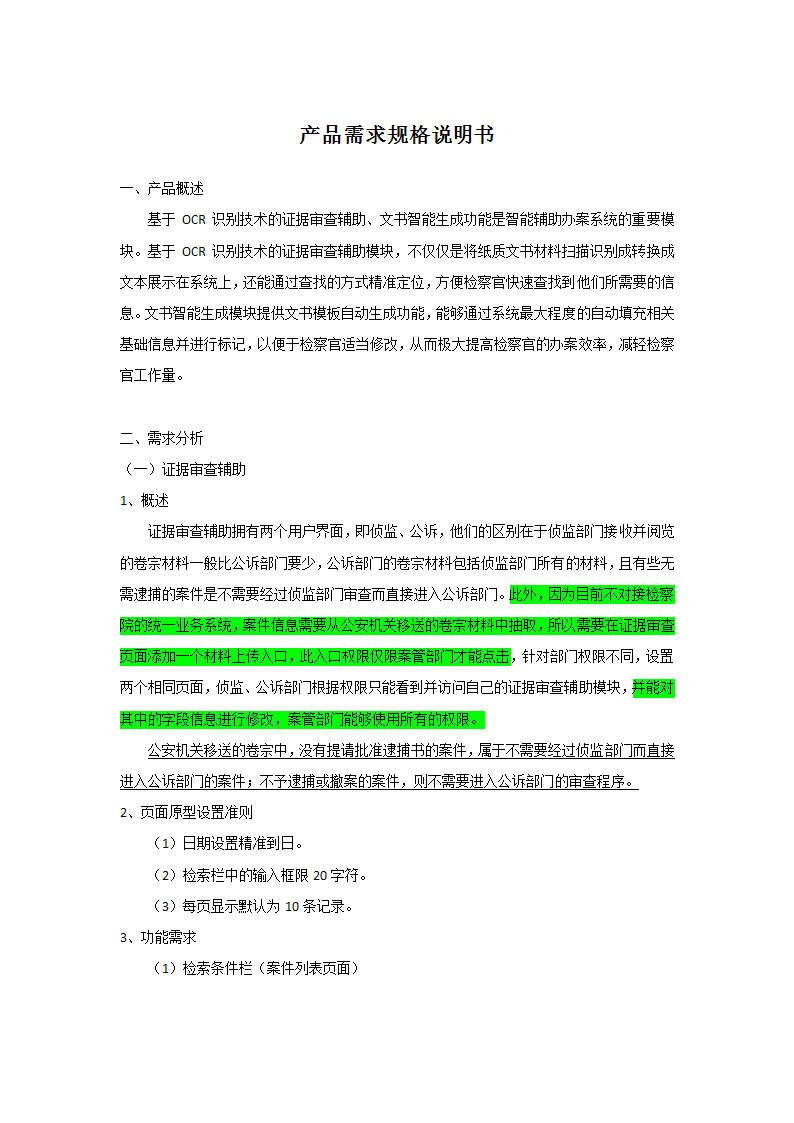 产品需求规格说明书
一、产品概述
基于 OCR 识别技术的证据审查辅助、文书智能生成功能是智能辅助办案系统的重要模
块。基于 OCR 识别技术的证据审查辅助模块，不仅仅是将纸质文书材料扫描识别成转换成
文本展示在系统上，还能通过查找的方式精准定位，方便检察官快速查找到他们所需要的信
息。文书智能生成模块提供文书模板自动生成功能，能够通过系统最大程度的自动填充相关
基础信息并进行标记，以便于检察官适当修改，从而极大提高检察官的办案效率，减轻检察
官工作量。
二、需求分析
（一）证据审查辅助
1、概述
证据审查辅助拥有两个用户界面，即侦监、公诉，他们的区别在于侦监部门接收并阅览
的卷宗材料一般比公诉部门要少，公诉部门的卷宗材料包括侦监部门所有的材料，且有些无
需逮捕的案件是不需要经过侦监部门审查而直接进入公诉部门。此外，因为目前不对接检察
院的统一业务系统，案件信息需要从公安机关移送的卷宗材料中抽取，所以需要在证据审查
页面添加一个材料上传入口，此入口权限仅限案管部门才能点击，针对部门权限不同，设置
两个相同页面，侦监、公诉部门根据权限只能看到并访问自己的证据审查辅助模块，并能对
其中的字段信息进行修改，案管部门能够使用所有的权限。
公安机关移送的卷宗中，没有提请批准逮捕书的案件，属于不需要经过侦监部门而直接
进入公诉部门的案件；不予逮捕或撤案的案件，则不需要进入公诉部门的审查程序。
2、页面原型设置准则
（1）日期设置精准到日。
（2）检索栏中的输入框限 20 字符。
（3）每页显示默认为 10 条记录。
3、功能需求
（1）检索条件栏（案件列表页面）